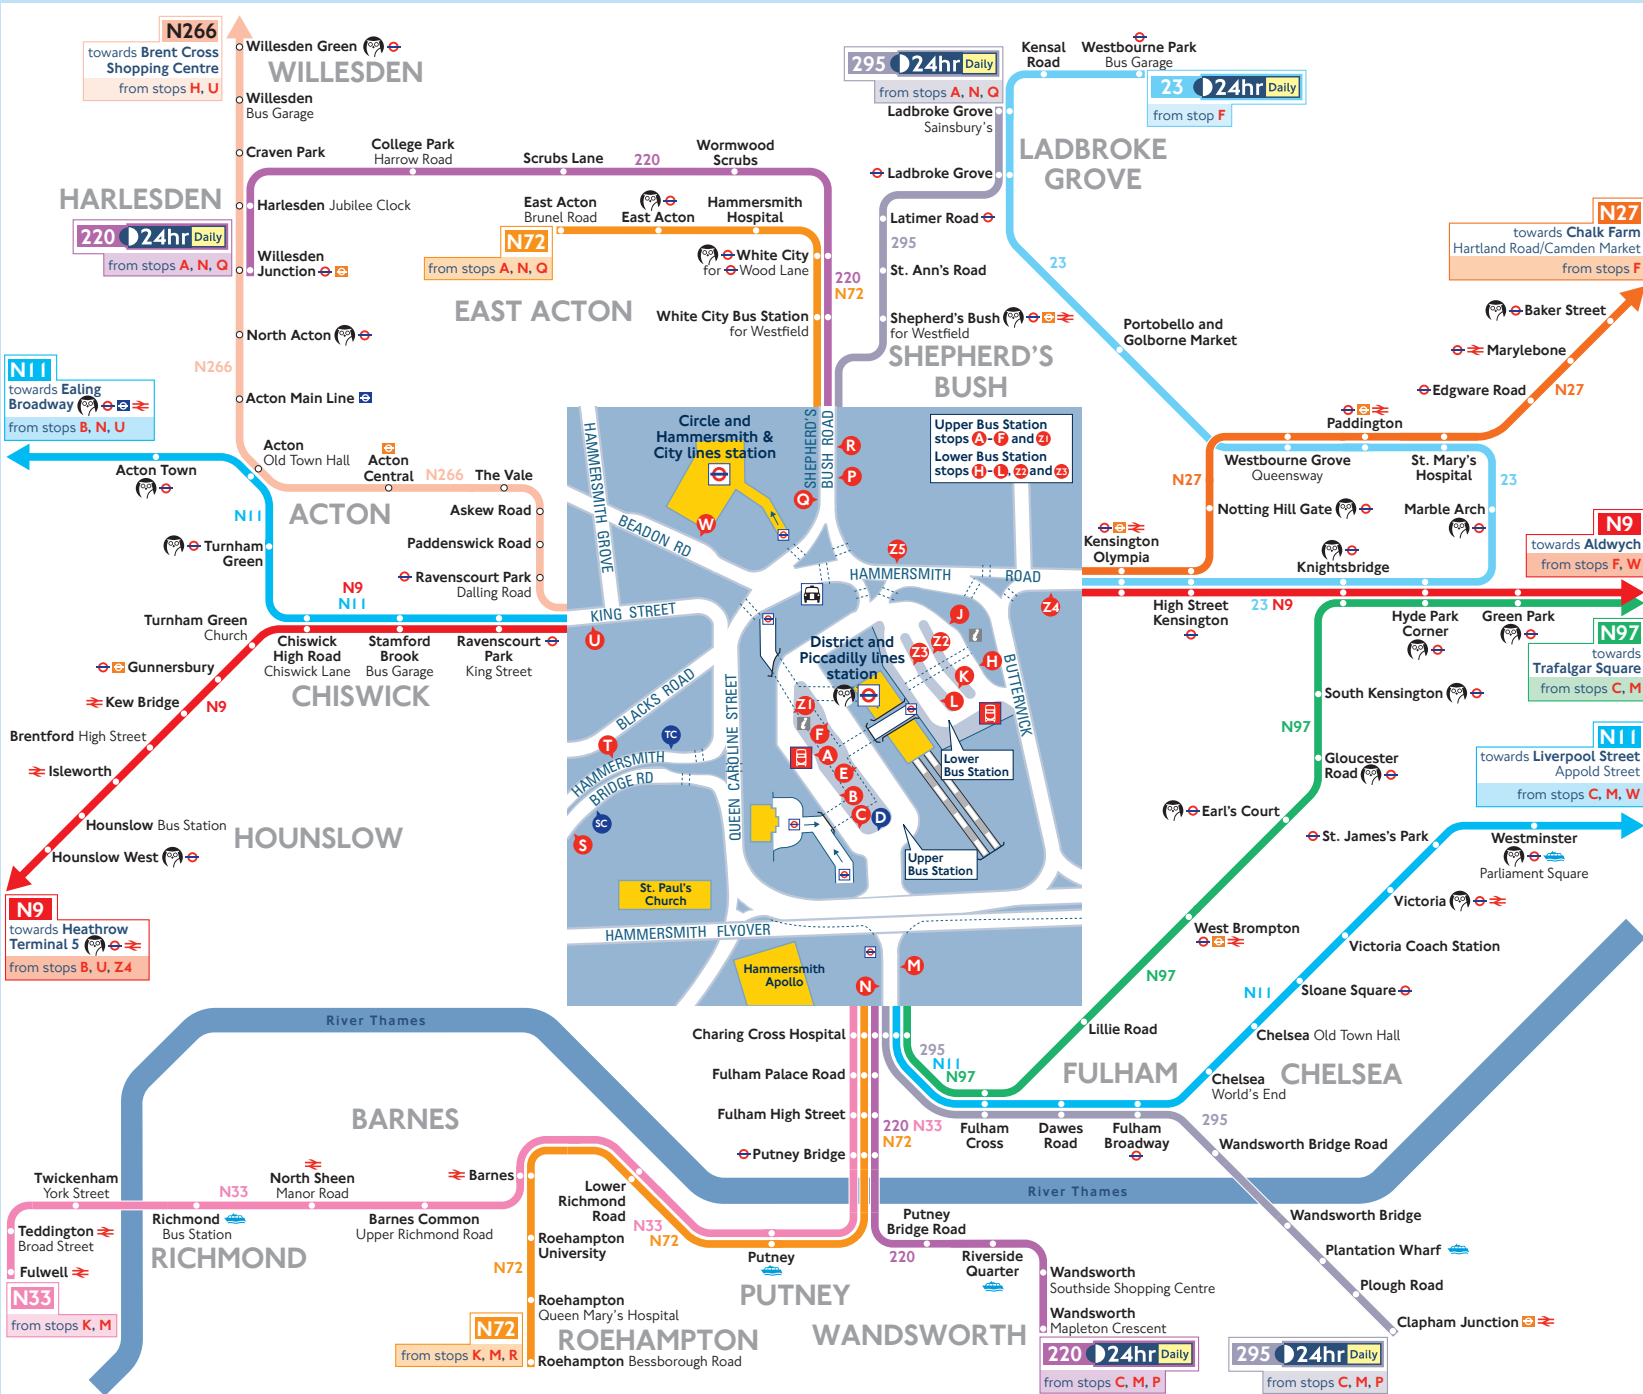 N266
towards Brent Cross
Shopping Centre
from stops H, U
Willesden Green
WILLESDEN
Willesden
Bus Garage
Craven Park
HARLESDEN
Harlesden Jubilee Clock
220 24hr Daily
from stops A, N, Q
Willesden
Junction
North Acton
N266
Acton Main Line
College Park
Harrow Road
Scrubs Lane
220
Wormwood
Scrubs
East Acton
Brunel Road
East Acton
Hammersmith
Hospital
N72
from stops A, N, Q
White City
for Wood Lane
EAST ACTON
220
N72
White City Bus Station
for Westfield
295 24hr Daily
from stops A, N, Q
Ladbroke Grove
Sainsbury's
Ladbroke Grove
Latimer Road
295
St. Ann's Road
Shepherd's Bush
for Westfield
SHEPHERD'S
BUSH
Kensal
Road
Westbourne Park
Bus Garage
23 24hr Daily
from stop F
LADBROKE
GROVE
23
Portobello and
Golborne Market
N27
towards Chalk Farm
Hartland Road/Camden Market
from stops F
Baker Street
Marylebone
Edgware Road
N27
Paddington
Westbourne Grove
Queensway
St. Mary's
Hospital
N27
23
Notting Hill Gate
Marble Arch
Kensington
Olympia
Knightsbridge
N9
towards Aldwych
from stops F, W
High Street
Kensington
23 N9
Hyde Park
Corner
Green Park
N97
towards
Trafalgar Square
from stops C, M
South Kensington
N97
Gloucester
Road
Earl's Court
N11
towards Liverpool Street
Appold Street
from stops C, M, W
St. James's Park
Westminster
Parliament Square
Victoria
West Brompton
Victoria Coach Station
N97
N11
Sloane Square
Lillie Road
Chelsea Old Town Hall
FULHAM
CHELSEA
Chelsea
World's End
N11
towards Ealing
Broadway
from stops B, N, U
Acton Town
Acton
Old Town Hall
Acton
Central
N266
The Vale
ACTON
Askew Road
N11
Turnham
Green
Paddenswick Road
Ravenscourt Park
Dalling Road
N9
N11
Turnham Green
Church
Chiswick
High Road
Chiswick Lane
Stamford
Brook
Bus Garage
Ravenscourt
Park
King Street
Gunnersbury
CHISWICK
Kew Bridge
N9
Brentford High Street
Isleworth
Hounslow Bus Station
HOUNSLOW
Hounslow West
N9
towards Heathrow
Terminal 5
from stops B, U, Z4
Circle and
Hammersmith &
City lines station
SHEPHERD'S
BUSH ROAD
Upper Bus Station
stops A-F and Z1
Lower Bus Station
stops H-L, Z2 and Z3
R
P
Q
W
HAMMERSMITH GROVE
BEADON RD
Z5
HAMMERSMITH ROAD
Z4
KING STREET
U
J
Z2
Z3
H
K
L
District and
Piccadilly lines
station
BUTTERWICK
BLACKS ROAD
QUEEN CAROLINE STREET
Z1
i
i
F
A
E
B
C
D
T
TC
HAMMERSMITH
BRIDGE RD
SC
S
Lower
Bus Station
Upper
Bus Station
St. Paul's
Church
HAMMERSMITH FLYOVER
Hammersmith
Apollo
M
N
River Thames
Charing Cross Hospital
Fulham Palace Road
Fulham High Street
Putney Bridge
295
N11
N97
220 N33
N72
Fulham
Cross
Dawes
Road
Fulham
Broadway
295
Wandsworth Bridge Road
River Thames
Wandsworth Bridge
Plantation Wharf
Plough Road
Clapham Junction
295 24hr Daily
from stops C, M, P
BARNES
Twickenham
York Street
N33
North Sheen
Manor Road
Barnes
Teddington
Broad Street
Richmond
Bus Station
Barnes Common
Upper Richmond Road
RICHMOND
Fulwell
N33
from stops K, M
Lower
Richmond
Road
N33
N72
Roehampton
University
N72
Putney
PUTNEY
Roehampton
Queen Mary's Hospital
N72
from stops K, M, R
ROEHAMPTON
Roehampton Bessborough Road
Putney
Bridge Road
220
Riverside
Quarter
Wandsworth
Southside Shopping Centre
Wandsworth
Mapleton Crescent
WANDSWORTH
220 24hr Daily
from stops C, M, P